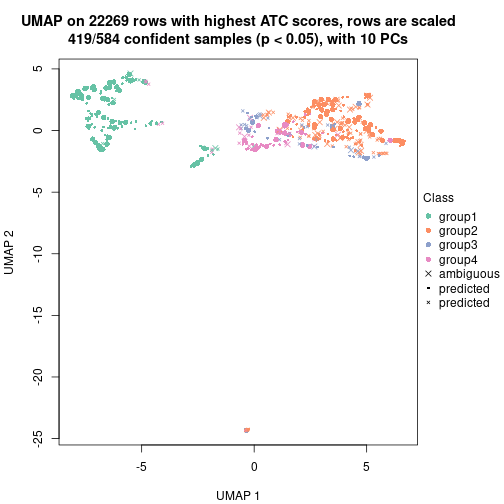 UMAP on 22269 rows with highest ATC scores, rows are scaled
419/584 confident samples (p < 0.05), with 10 PCs
5
0
-5
-10
-15
-20
-25
UMAP 2
-5
0
5
UMAP 1
Class
group1
group2
group3
group4
ambiguous
predicted
predicted